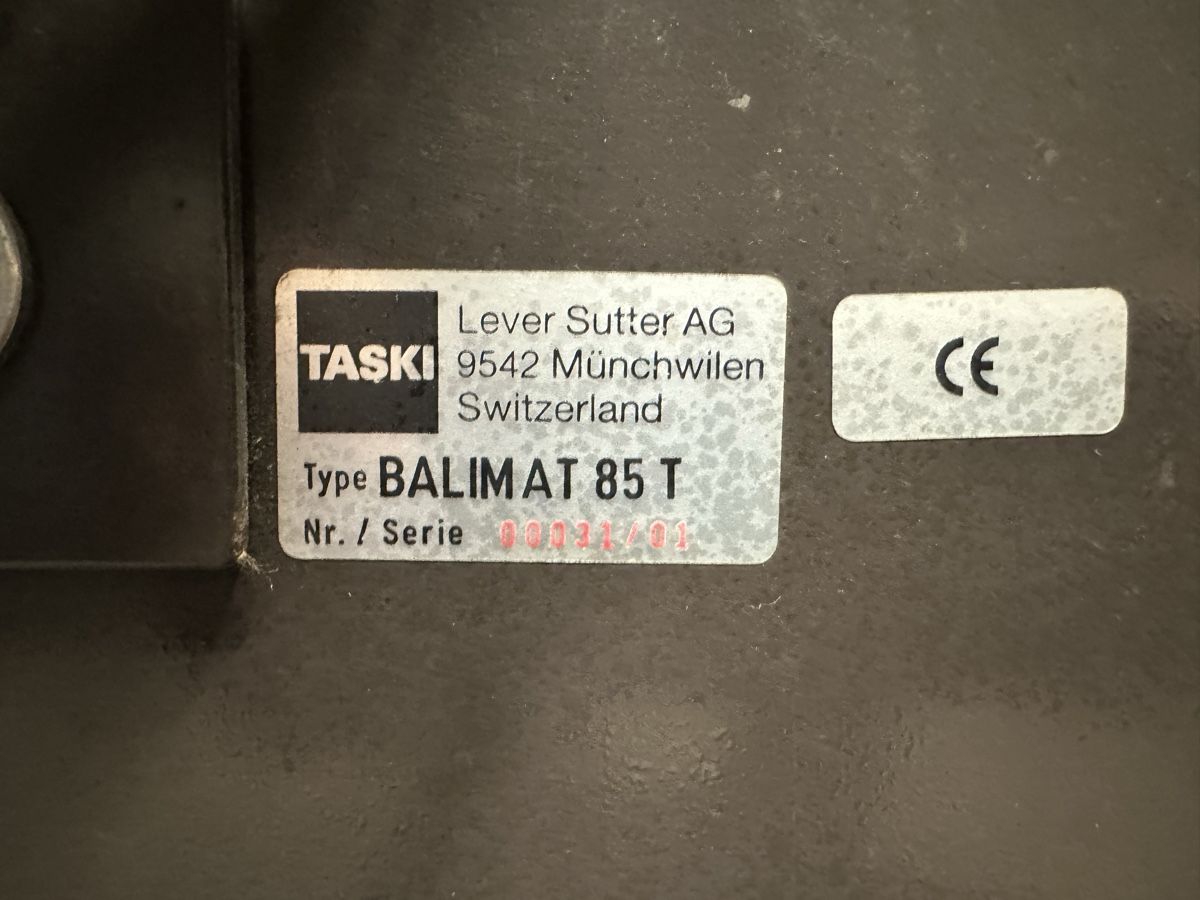 TASKI
Lever Sutter AG
9542 Münchwilen
Switzerland
Type BALIMAT 85 T
Nr. / Serie 00031/01
CE